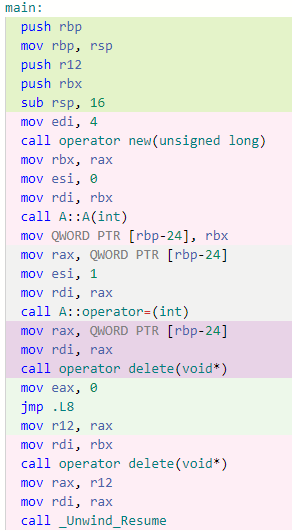 main:
push rbp
mov rbp, rsp
push r12
push rbx
sub rsp, 16
mov edi, 4
call operator new(unsigned long)
mov rbx, rax
mov esi, 0
mov rdi, rbx
call A::A(int)
mov QWORD PTR [rbp-24], rbx
mov rax, QWORD PTR [rbp-24]
mov esi, 1
mov rdi, rax
call A::operator=(int)
mov rax, QWORD PTR [rbp-24]
mov rdi, rax
call operator delete(void*)
mov eax, 0
jmp .L8
mov r12, rax
mov rdi, rbx
call operator delete(void*)
mov rax, r12
mov rdi, rax
call _Unwind_Resume